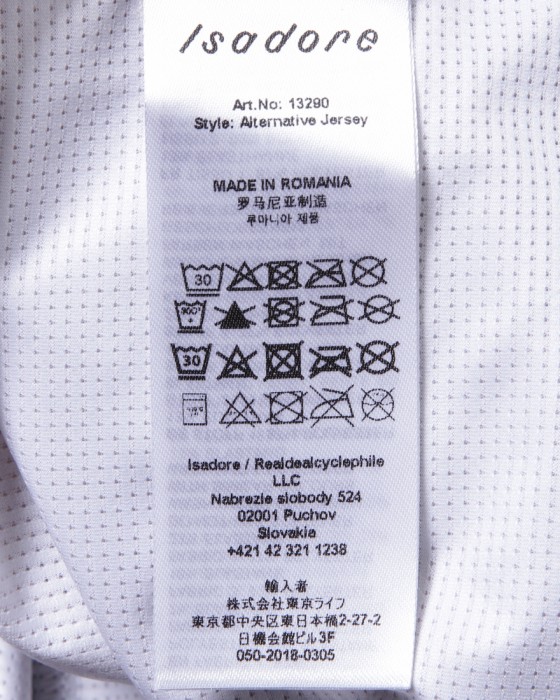 Isadore
Art.No: 13290
Style: Alternative Jersey
MADE IN ROMANIA
罗马尼亚制造
루마니아 제품
30
30
Isadore / Realdealcyclephile
LLC
Nabrezie slobody 524
02001 Puchov
Slovakia
+421 42 321 1238
輸入者
株式会社東京ライフ
東京都中央区東日本橋2-27-2
日機会館ビル3F
050-2018-0305